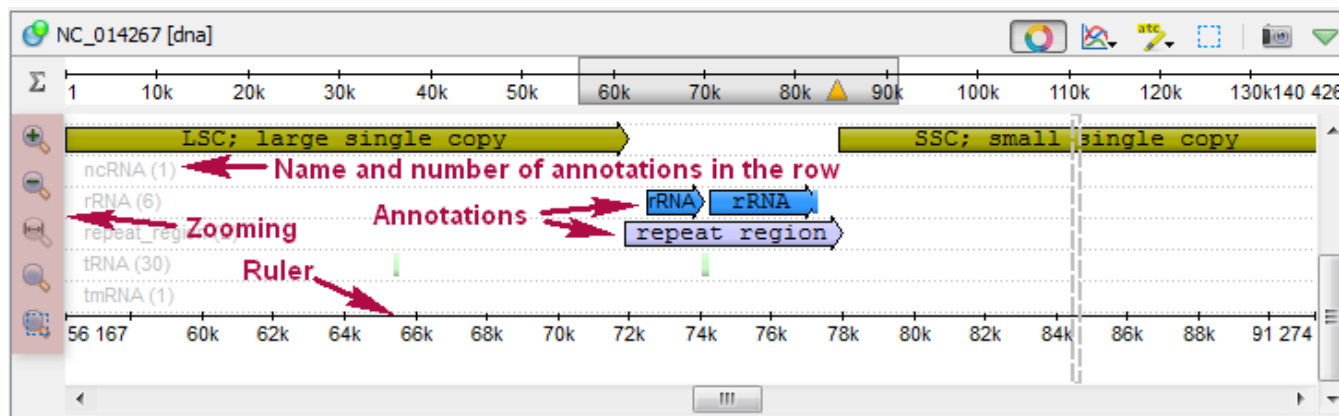 NC_014267 [dna]
atc
Σ
1 10k 20k 30k 40k 50k 60k 70k 80k 90k 100k 110k 120k 130k 140 426
LSC; large single copy SSC; small single copy
ncRNA (1) Name and number of annotations in the row
rRNA (6) Annotations rRNA rRNA
Zooming repeat region
tRNA (30) Ruler
tmRNA (1)
56 167 60k 62k 64k 66k 68k 70k 72k 74k 76k 78k 80k 82k 84k 86k 88k 91 274